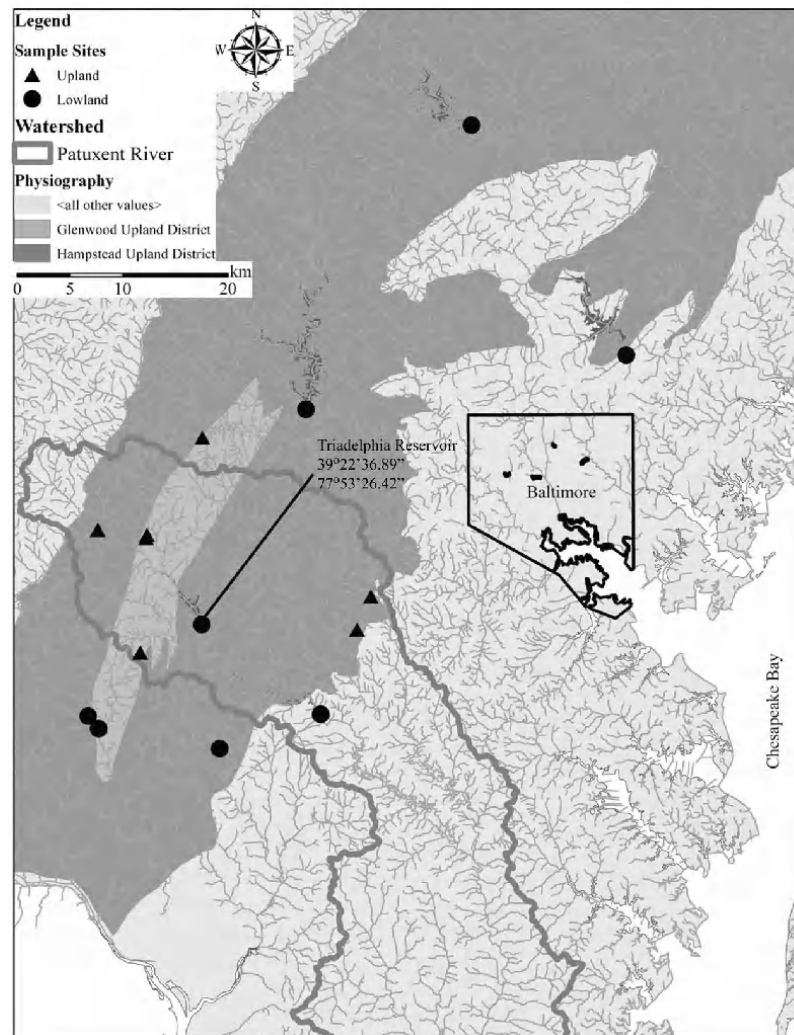 Legend
Sample Sites
Upland
Lowland
Watershed
Patuxent River
Physiography
<all other values>
Glenwood Upland District
Hampstead Upland District
km
0 5 10 20
N
W E
S
Triadelphia Reservoir
39°22'36.89"
77°53'26.42"
Baltimore
Chesapeake Bay